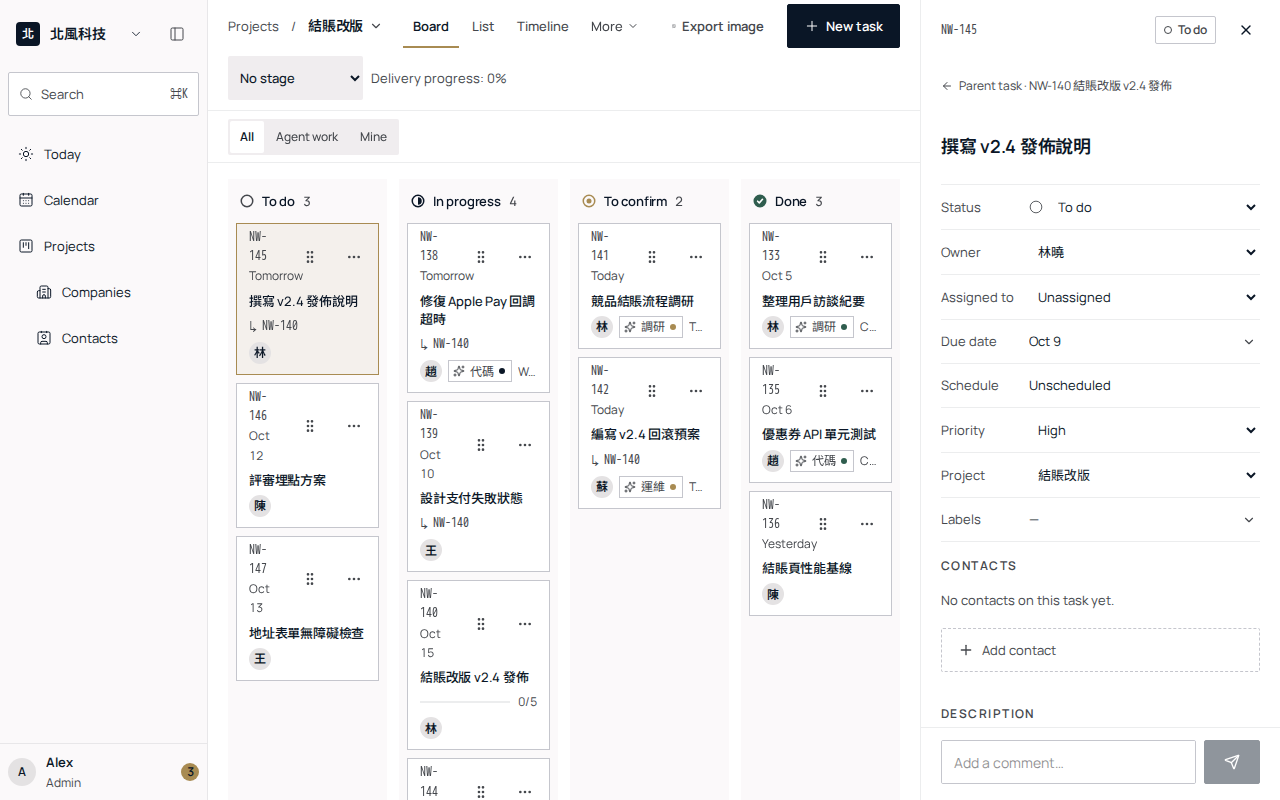 北 北風科技
Search ⌘K
Today
Calendar
Projects
Companies
Contacts
A Alex
Admin
3
Projects / 結賬改版
Board List Timeline More Export image New task
No stage Delivery progress: 0%
All Agent work Mine
To do 3
NW-
145
Tomorrow
撰寫 v2.4 發佈說明
↳ NW-140
林
NW-
146
Oct
12
評審埋點方案
陳
NW-
147
Oct
13
地址表單無障礙檢查
王
In progress 4
NW-
138
Tomorrow
修復 Apple Pay 回調
超時
↳ NW-140
趙 代碼 W…
NW-
139
Oct
10
設計支付失敗狀態
↳ NW-140
王
NW-
140
Oct
15
結賬改版 v2.4 發佈
0/5
林
NW-
144
To confirm 2
NW-
141
Today
競品結賬流程調研
林 調研 T…
NW-
142
Today
編寫 v2.4 回滾預案
↳ NW-140
蘇 運維 T…
Done 3
NW-
133
Oct 5
整理用戶訪談紀要
林 調研 C…
NW-
135
Oct 6
優惠券 API 單元測試
趙 代碼 C…
NW-
136
Yesterday
結賬頁性能基線
陳
NW-145 To do
← Parent task · NW-140 結賬改版 v2.4 發佈
撰寫 v2.4 發佈說明
Status To do
Owner 林曉
Assigned to Unassigned
Due date Oct 9
Schedule Unscheduled
Priority High
Project 結賬改版
Labels —
CONTACTS
No contacts on this task yet.
Add contact
DESCRIPTION
Add a comment…